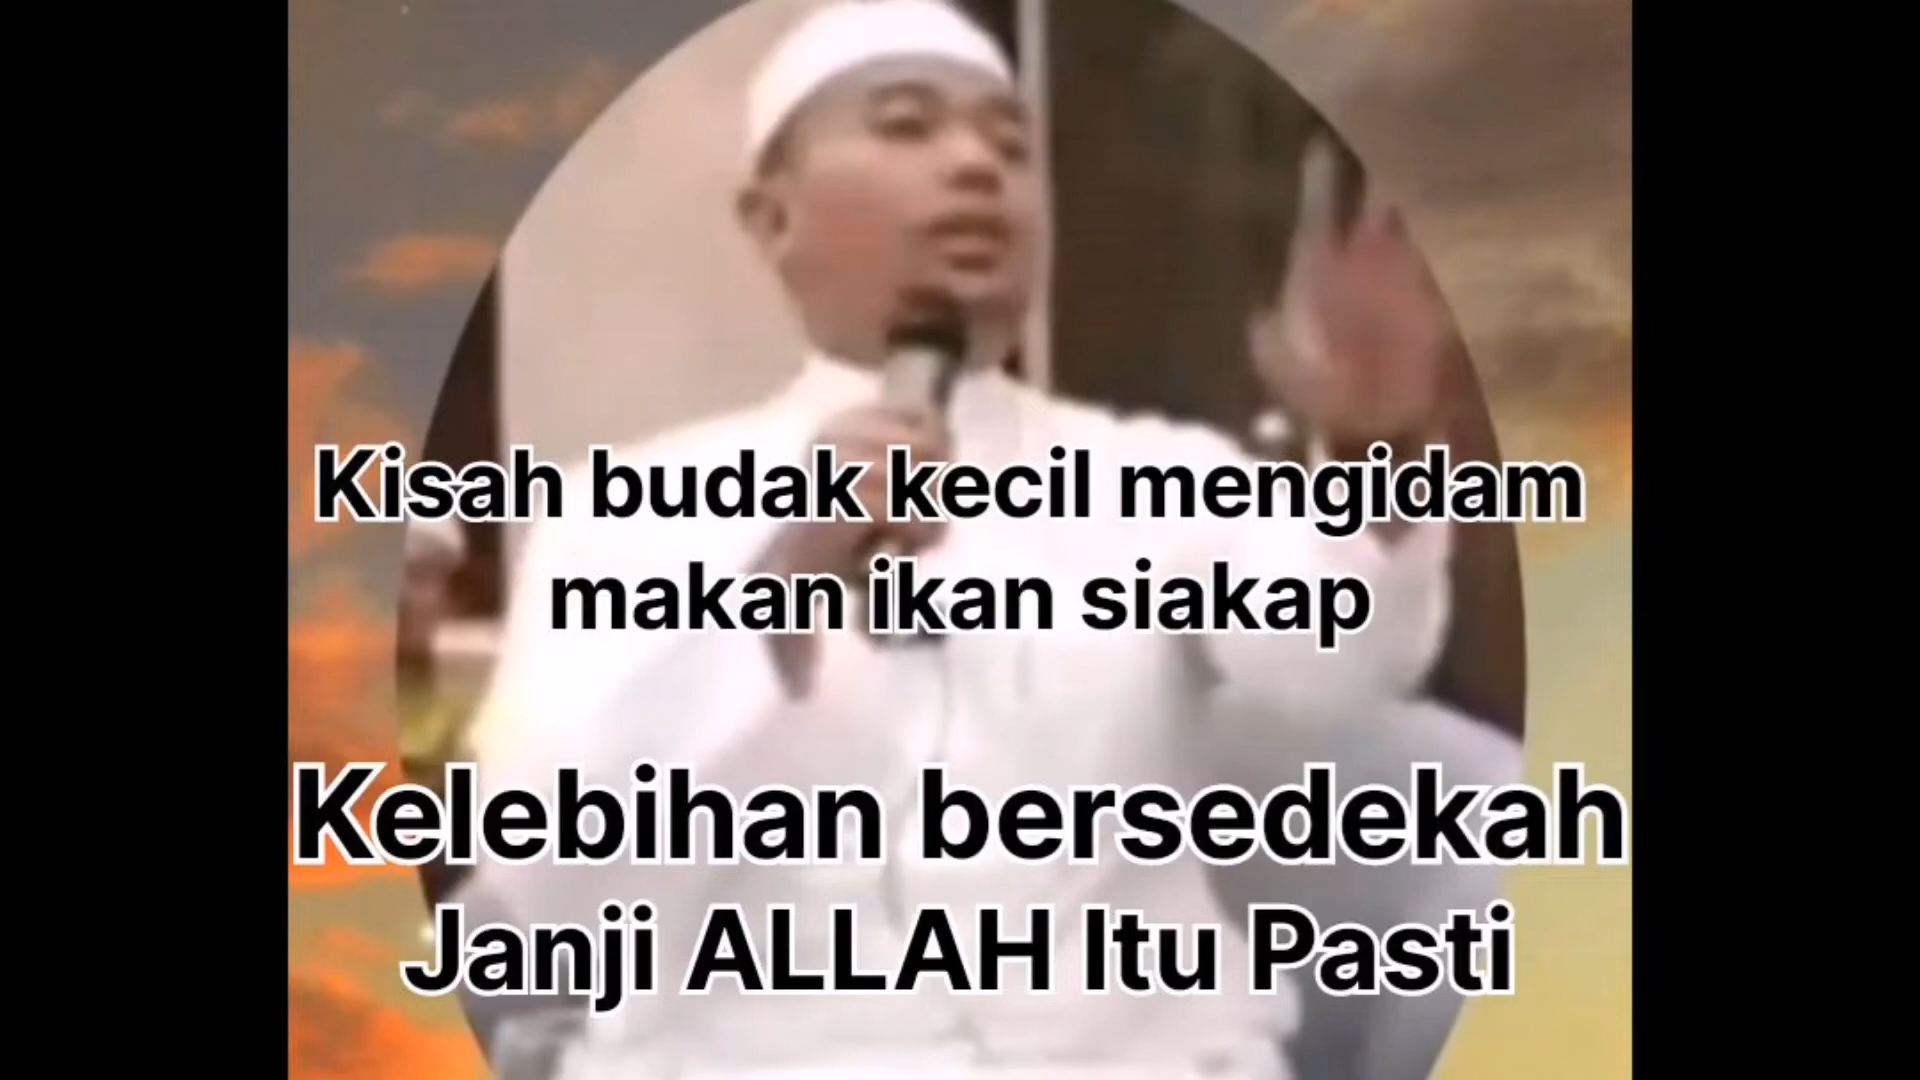 Kisah budak kecil mengidam
makan ikan siakap
Kelebihan bersedekah
Janji ALLAH Itu Pasti